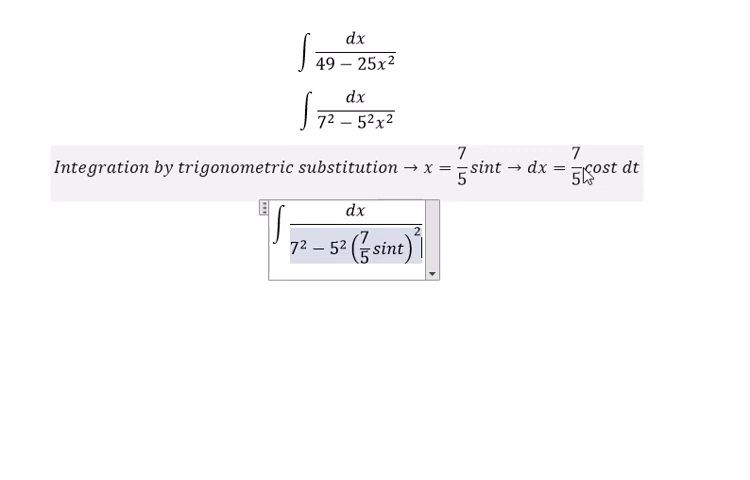 ∫ dx / (49 − 25x²)
∫ dx / (7² − 5²x²)
Integration by trigonometric substitution → x = 7/5 sint → dx = 7/5 cost dt
∫ dx / (7² − 5² (7/5 sint)²)